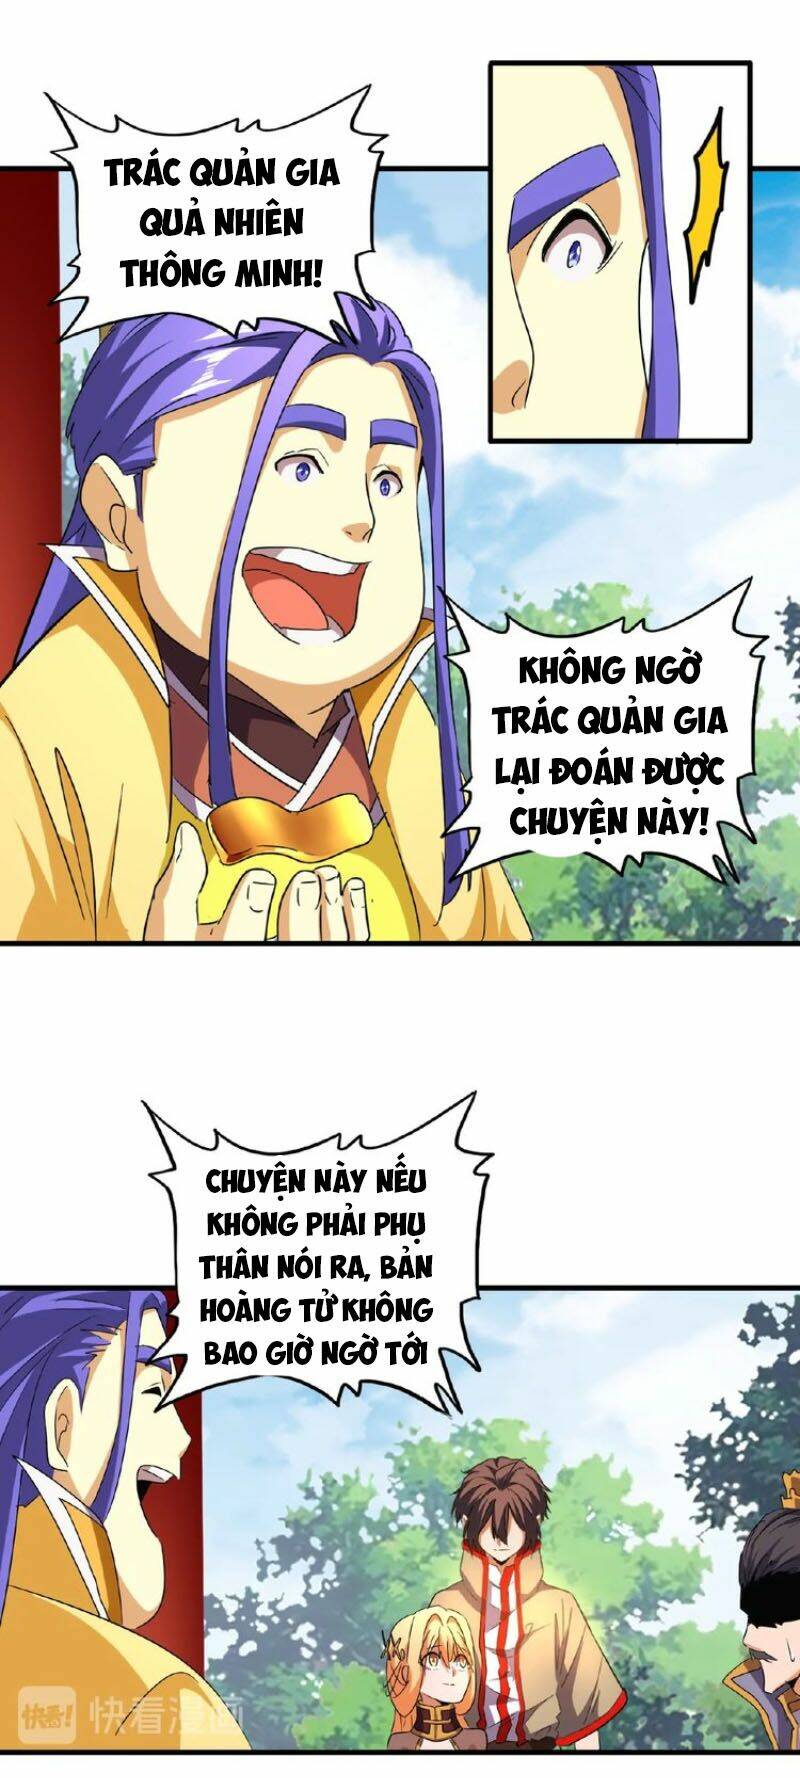 TRÁC QUẢN GIA
QUẢ NHIÊN
THÔNG MINH!
KHÔNG NGỜ
TRÁC QUẢN GIA
LẠI ĐOÁN ĐƯỢC
CHUYỆN NÀY!
CHUYỆN NÀY NẾU
KHÔNG PHẢI PHỤ
THÂN NÓI RA, BẢN
HOÀNG TỬ KHÔNG
BAO GIỜ NGỜ TỚI
快看! 快看漫画